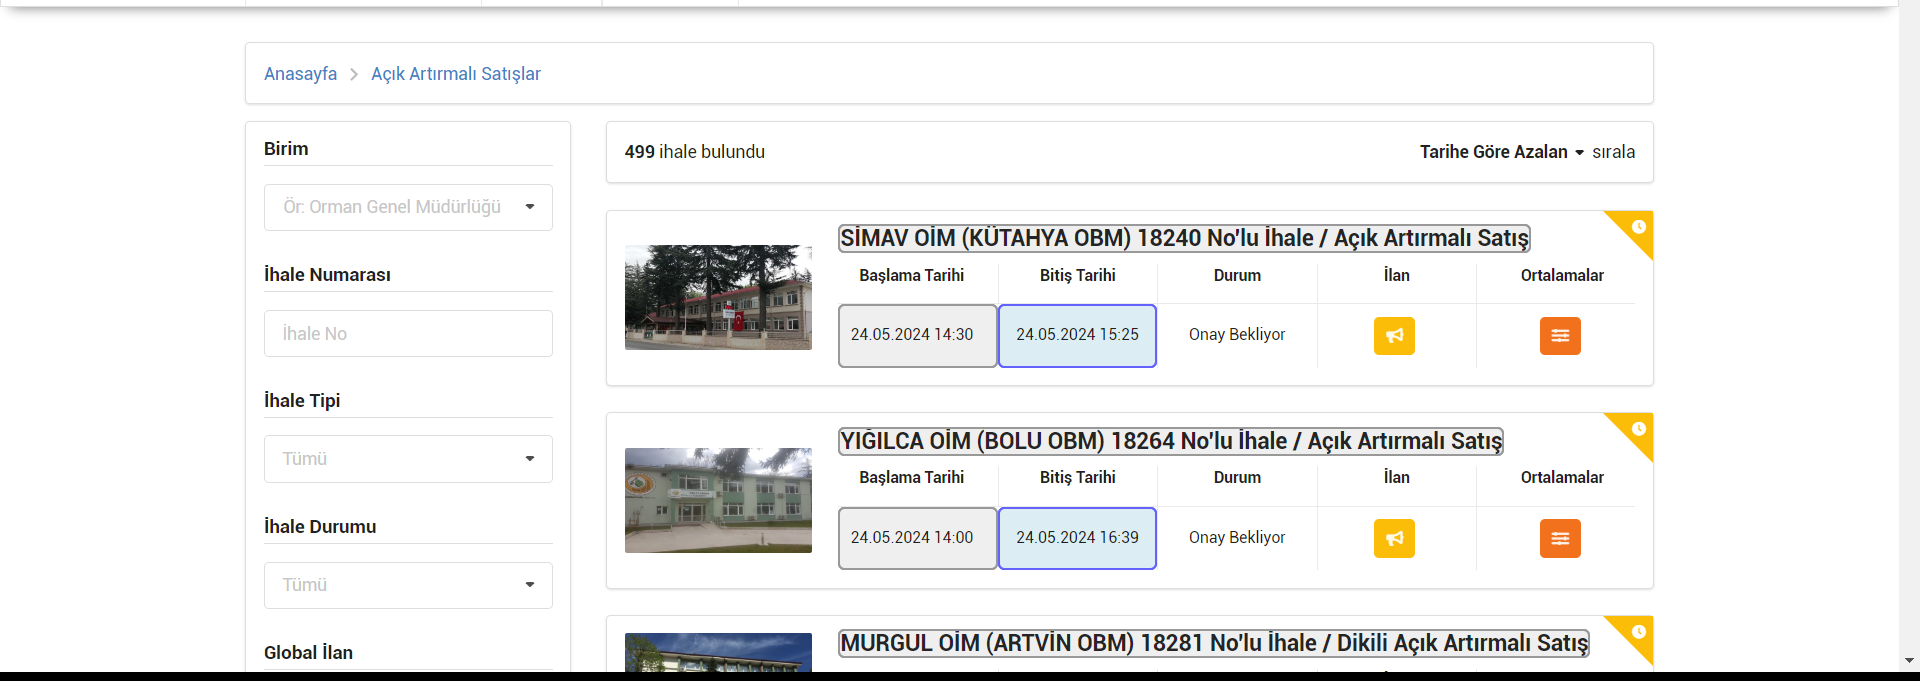 Anasayfa > Açık Artırmalı Satışlar
Birim
Ör: Orman Genel Müdürlüğü
İhale Numarası
İhale No
İhale Tipi
Tümü
İhale Durumu
Tümü
Global İlan
499 ihale bulundu
Tarihe Göre Azalan sırala
SİMAV OİM (KÜTAHYA OBM) 18240 No'lu İhale / Açık Artırmalı Satış
Başlama Tarihi Bitiş Tarihi Durum İlan Ortalamalar
24.05.2024 14:30 24.05.2024 15:25 Onay Bekliyor
YIĞILCA OİM (BOLU OBM) 18264 No'lu İhale / Açık Artırmalı Satış
Başlama Tarihi Bitiş Tarihi Durum İlan Ortalamalar
24.05.2024 14:00 24.05.2024 16:39 Onay Bekliyor
MURGUL OİM (ARTVİN OBM) 18281 No'lu İhale / Dikili Açık Artırmalı Satış